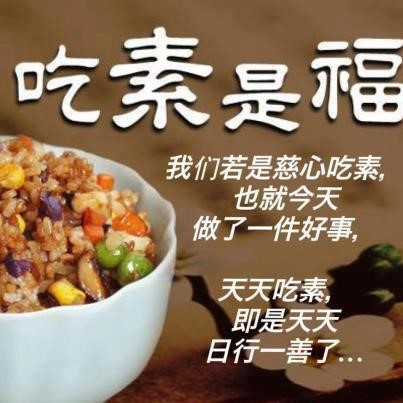 吃素是福
我们若是慈心吃素,
也就今天
做了一件好事,
天天吃素,
即是天天
日行一善了...